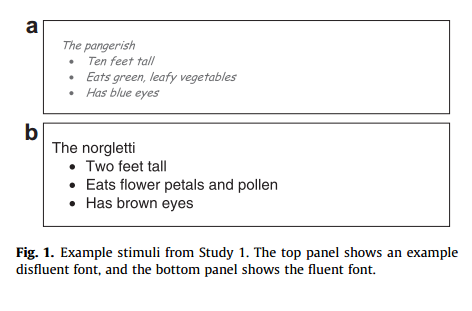 a
The pangerish
• Ten feet tall
• Eats green, leafy vegetables
• Has blue eyes
b
The norgletti
• Two feet tall
• Eats flower petals and pollen
• Has brown eyes
Fig. 1. Example stimuli from Study 1. The top panel shows an example
disfluent font, and the bottom panel shows the fluent font.